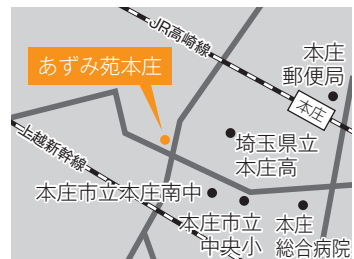 JR高崎線
本庄
郵便局
あずみ苑本庄
本庄
上越新幹線
埼玉県立
本庄高
本庄市立本庄南中
本庄市立
中央小
本庄
総合病院